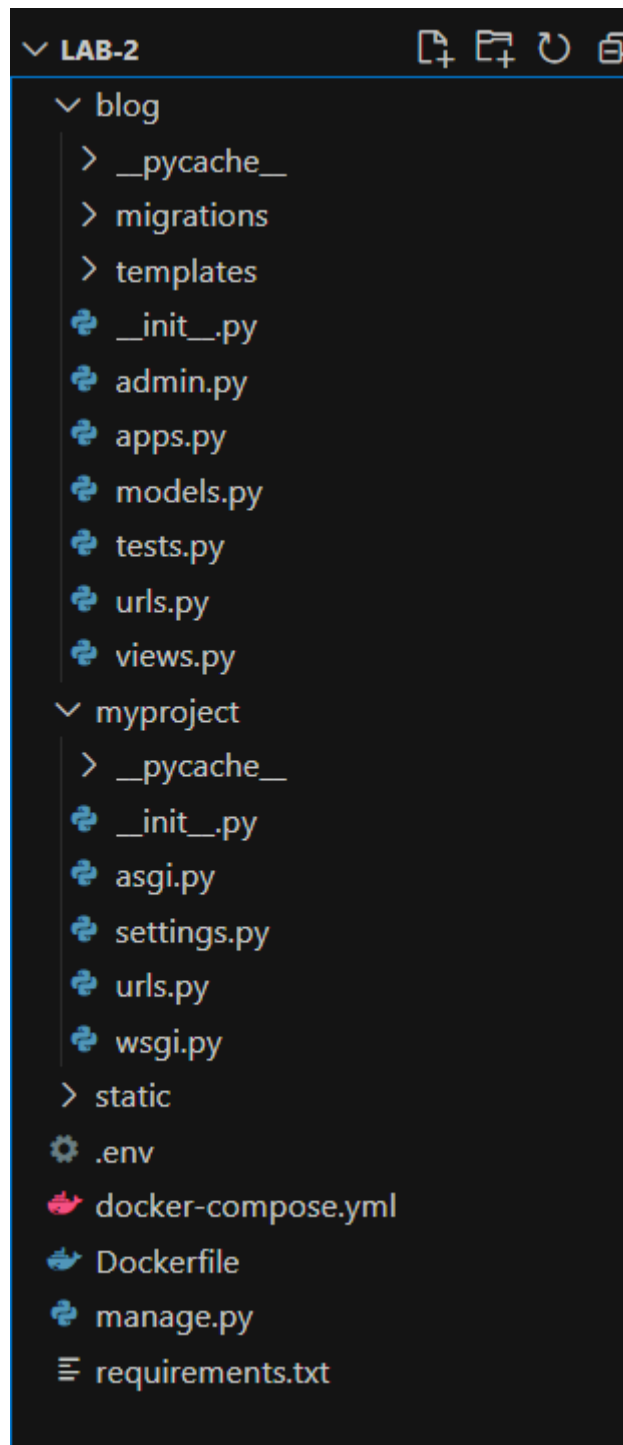 LAB-2
blog
__pycache__
migrations
templates
__init__.py
admin.py
apps.py
models.py
tests.py
urls.py
views.py
myproject
__pycache__
__init__.py
asgi.py
settings.py
urls.py
wsgi.py
static
.env
docker-compose.yml
Dockerfile
manage.py
requirements.txt